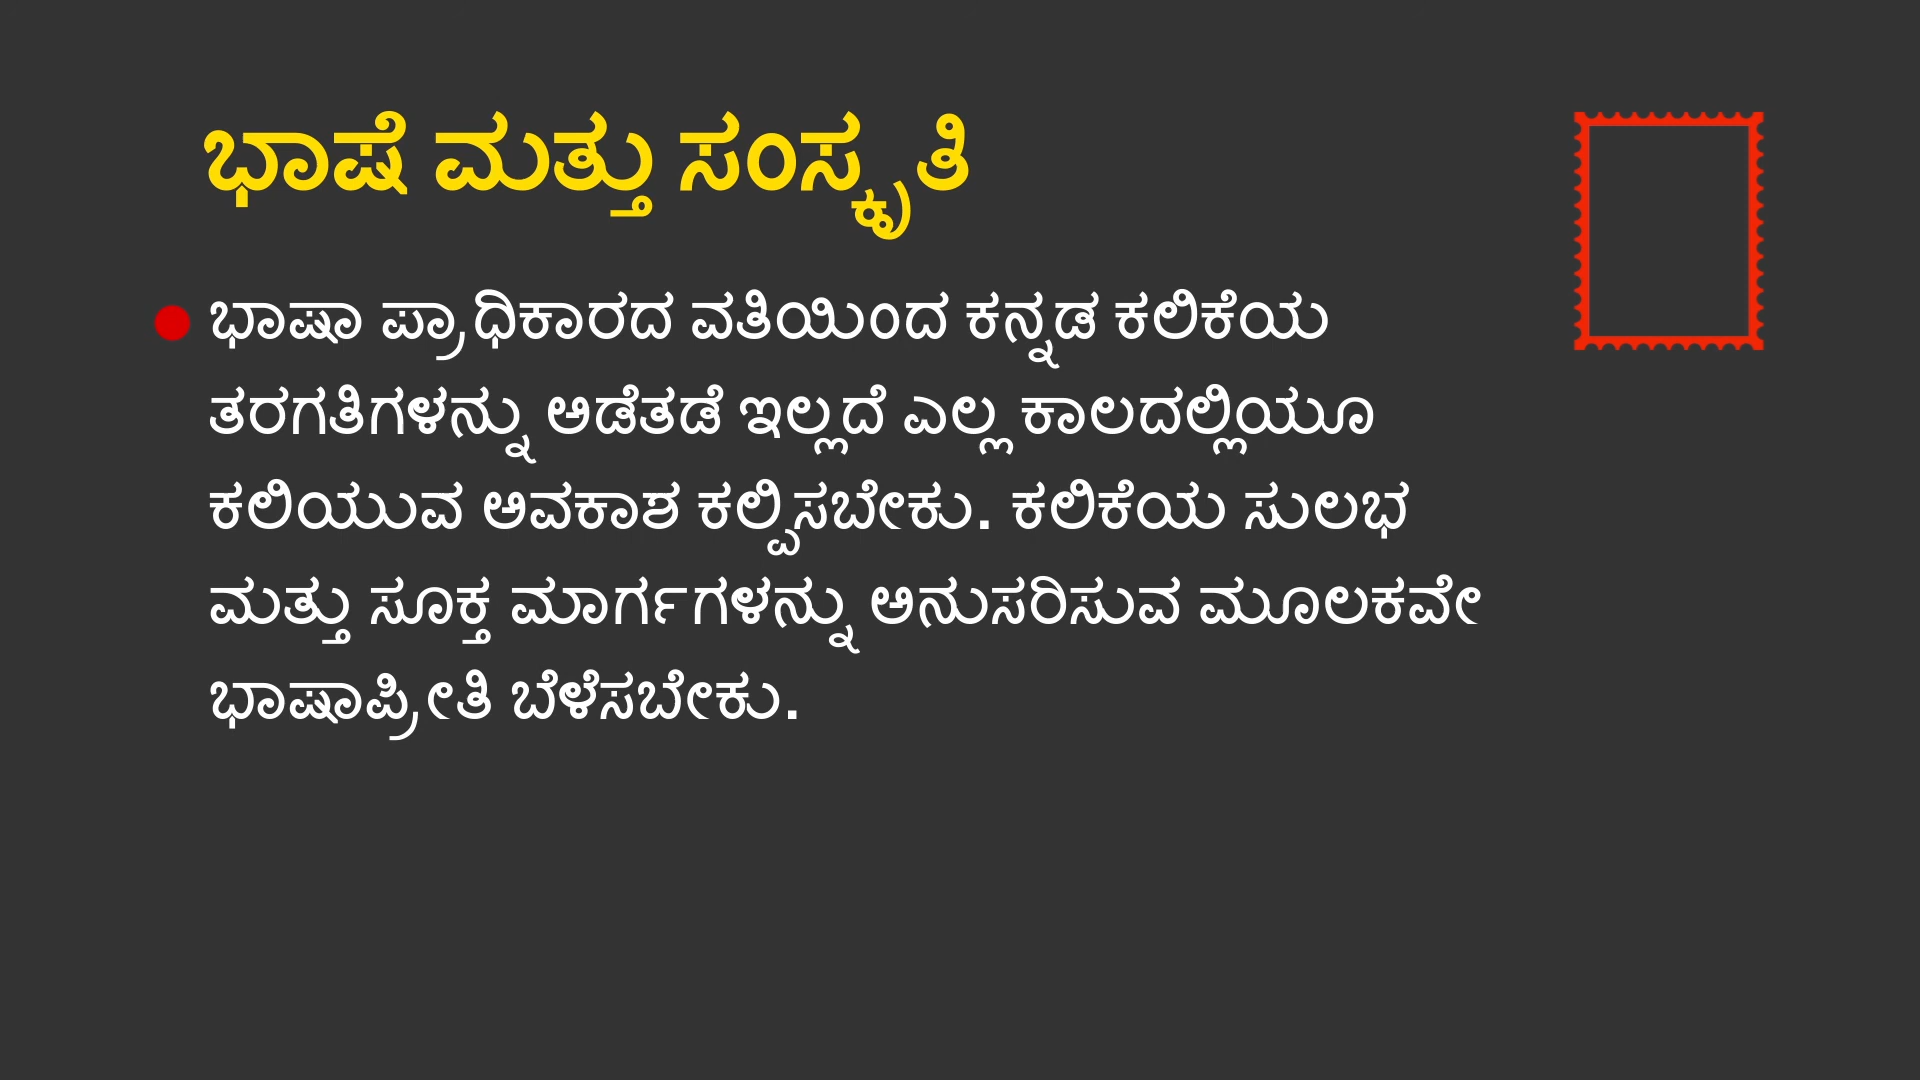 ಭಾಷೆ ಮತ್ತು ಸಂಸ್ಕೃತಿ
ಭಾಷಾ ಪ್ರಾಧಿಕಾರದ ವತಿಯಿಂದ ಕನ್ನಡ ಕಲಿಕೆಯ
ತರಗತಿಗಳನ್ನು ಅಡೆತಡೆ ಇಲ್ಲದೆ ಎಲ್ಲ ಕಾಲದಲ್ಲಿಯೂ
ಕಲಿಯುವ ಅವಕಾಶ ಕಲ್ಪಿಸಬೇಕು. ಕಲಿಕೆಯ ಸುಲಭ
ಮತ್ತು ಸೂಕ್ತ ಮಾರ್ಗಗಳನ್ನು ಅನುಸರಿಸುವ ಮೂಲಕವೇ
ಭಾಷಾಪ್ರೀತಿ ಬೆಳೆಸಬೇಕು.